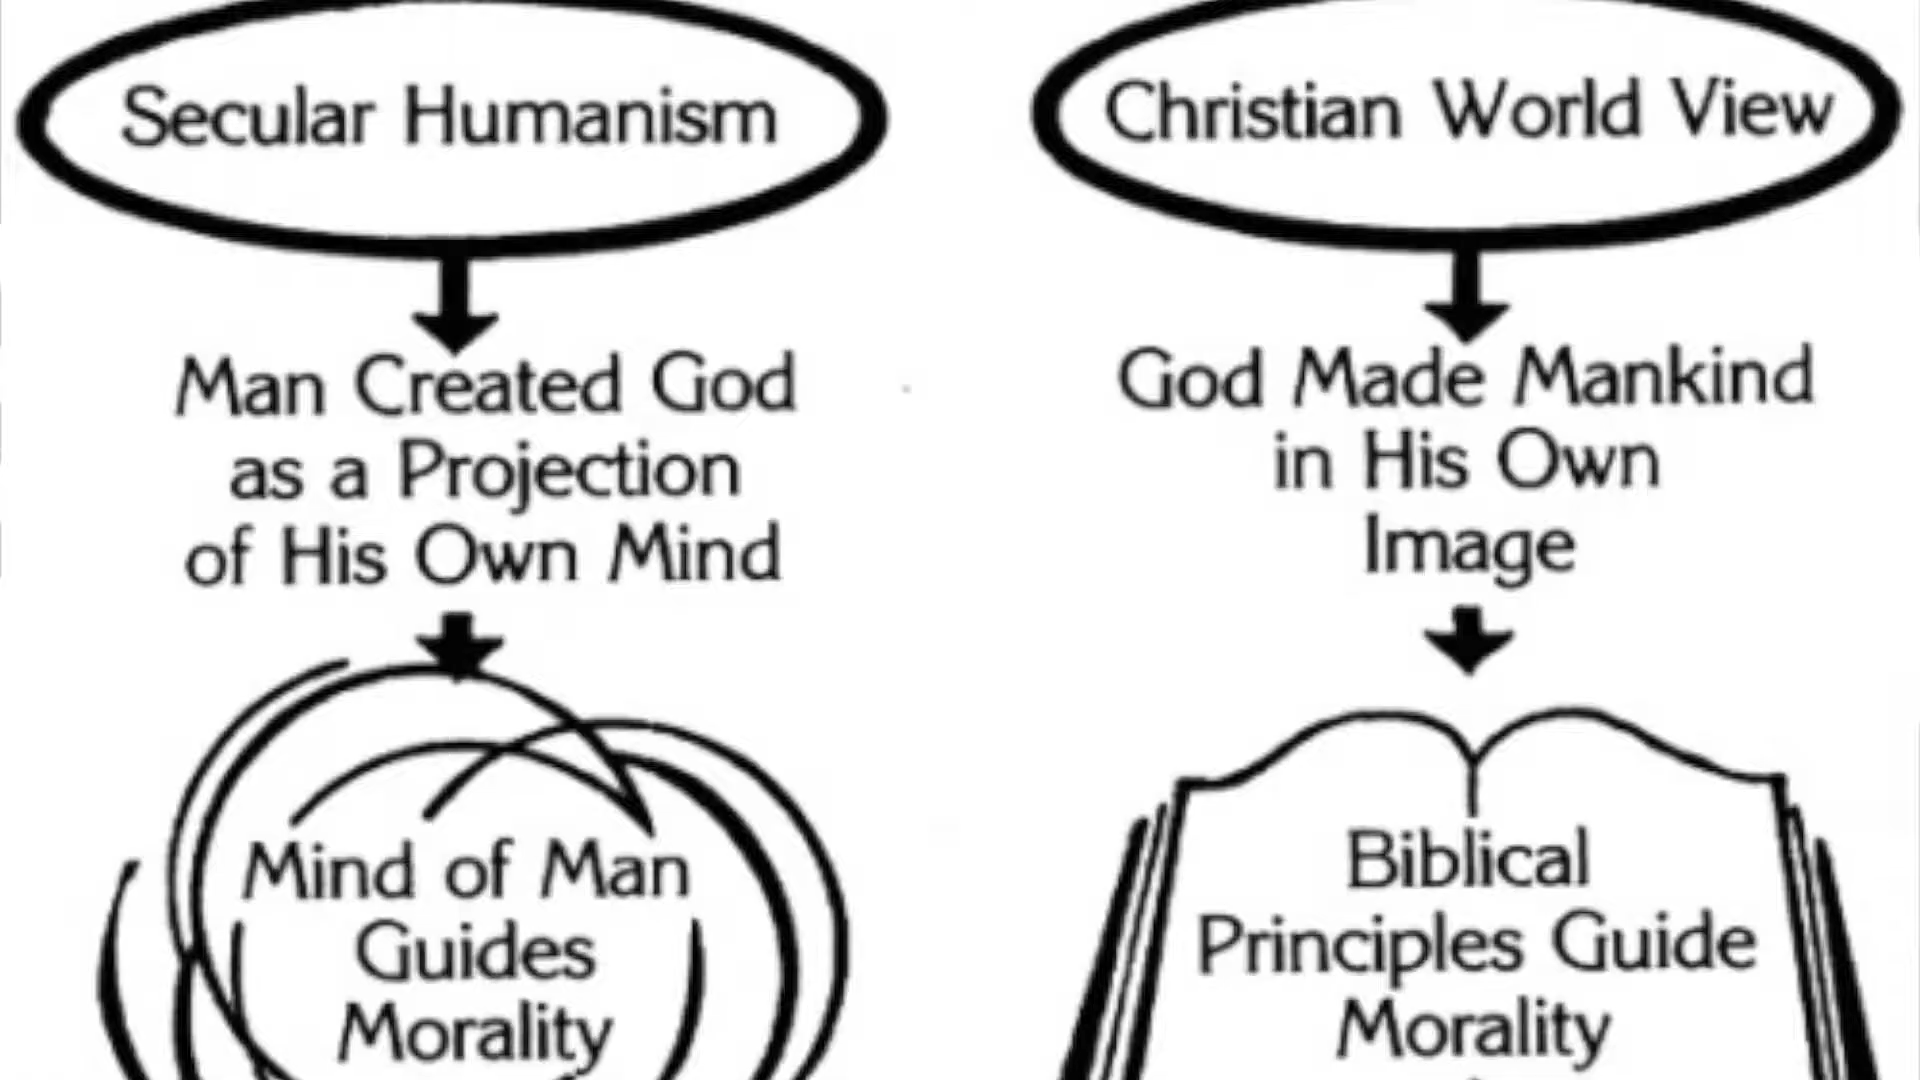 Secular Humanism
Man Created God
as a Projection
of His Own Mind
Mind of Man
Guides
Morality
Christian World View
God Made Mankind
in His Own
Image
Biblical
Principles Guide
Morality